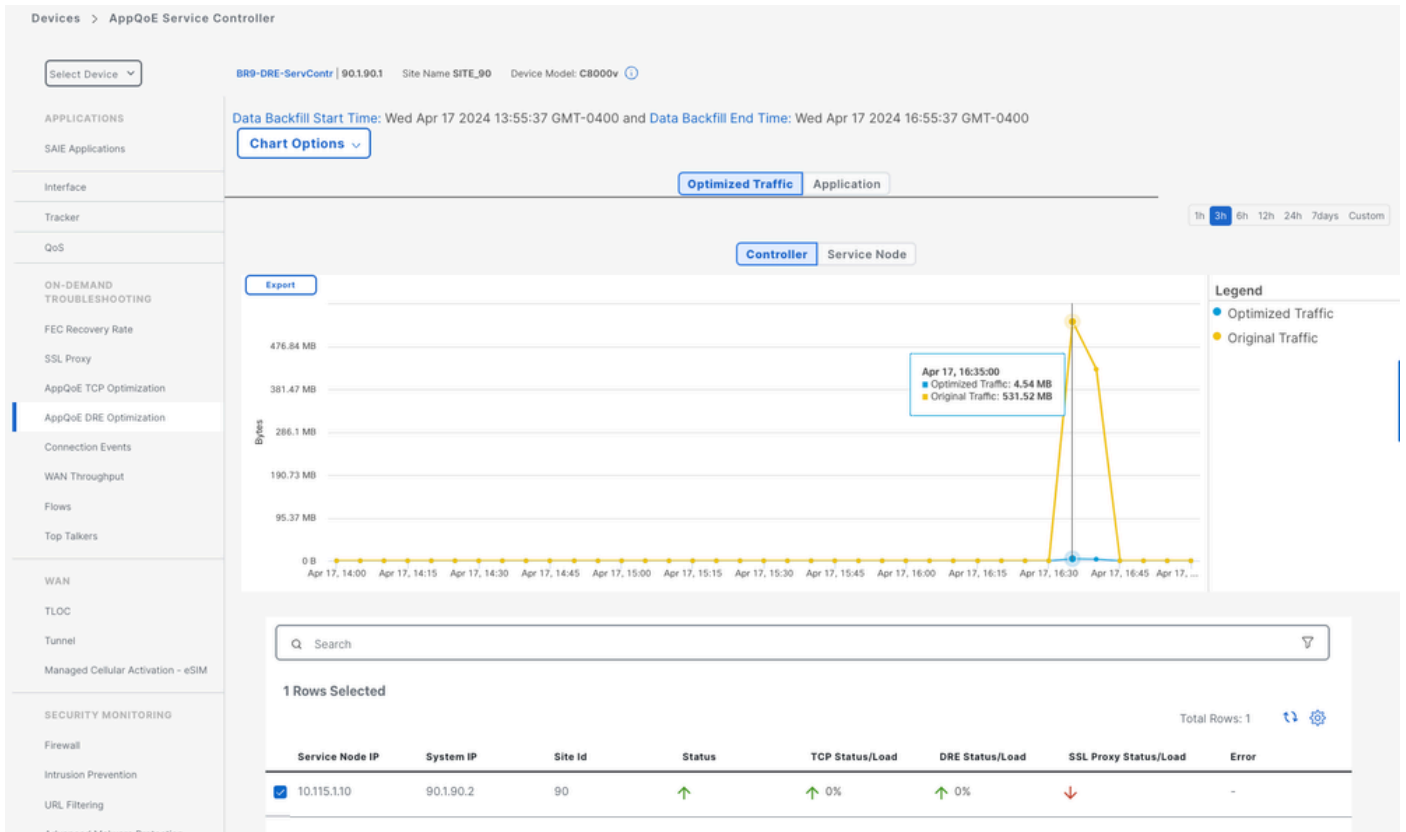 Devices > AppQoE Service Controller
Select Device
BR9-DRE-ServContr | 90.1.90.1 Site Name SITE_90 Device Model: C8000v
APPLICATIONS
SAIE Applications
Interface
Tracker
QoS
ON-DEMAND
TROUBLESHOOTING
FEC Recovery Rate
SSL Proxy
AppQoE TCP Optimization
AppQoE DRE Optimization
Connection Events
WAN Throughput
Flows
Top Talkers
WAN
TLOC
Tunnel
Managed Cellular Activation - eSIM
SECURITY MONITORING
Firewall
Intrusion Prevention
URL Filtering
Data Backfill Start Time: Wed Apr 17 2024 13:55:37 GMT-0400 and Data Backfill End Time: Wed Apr 17 2024 16:55:37 GMT-0400
Chart Options
Optimized Traffic Application
1h 3h 6h 12h 24h 7days Custom
Controller Service Node
Export
Legend
Optimized Traffic
Original Traffic
476.84 MB
381.47 MB
286.1 MB
190.73 MB
95.37 MB
0 B
Bytes
Apr 17, 16:35:00
Optimized Traffic: 4.54 MB
Original Traffic: 531.52 MB
Apr 17, 14:00 Apr 17, 14:15 Apr 17, 14:30 Apr 17, 14:45 Apr 17, 15:00 Apr 17, 15:15 Apr 17, 15:30 Apr 17, 15:45 Apr 17, 16:00 Apr 17, 16:15 Apr 17, 16:30 Apr 17, 16:45 Apr 17, ...
Search
1 Rows Selected
Total Rows: 1
Service Node IP System IP Site Id Status TCP Status/Load DRE Status/Load SSL Proxy Status/Load Error
10.115.1.10 90.1.90.2 90 0% 0% -